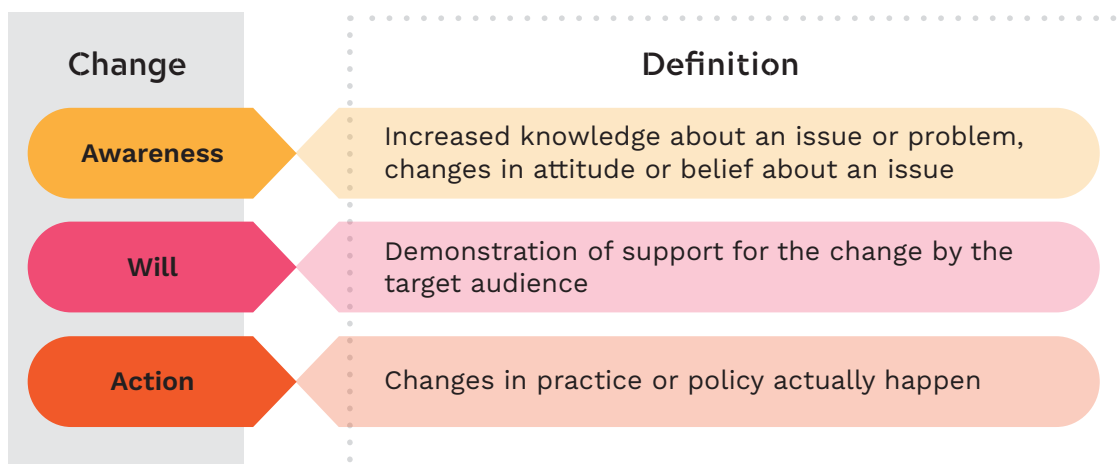 Change
Definition
Awareness
Increased knowledge about an issue or problem,
changes in attitude or belief about an issue
Will
Demonstration of support for the change by the
target audience
Action
Changes in practice or policy actually happen